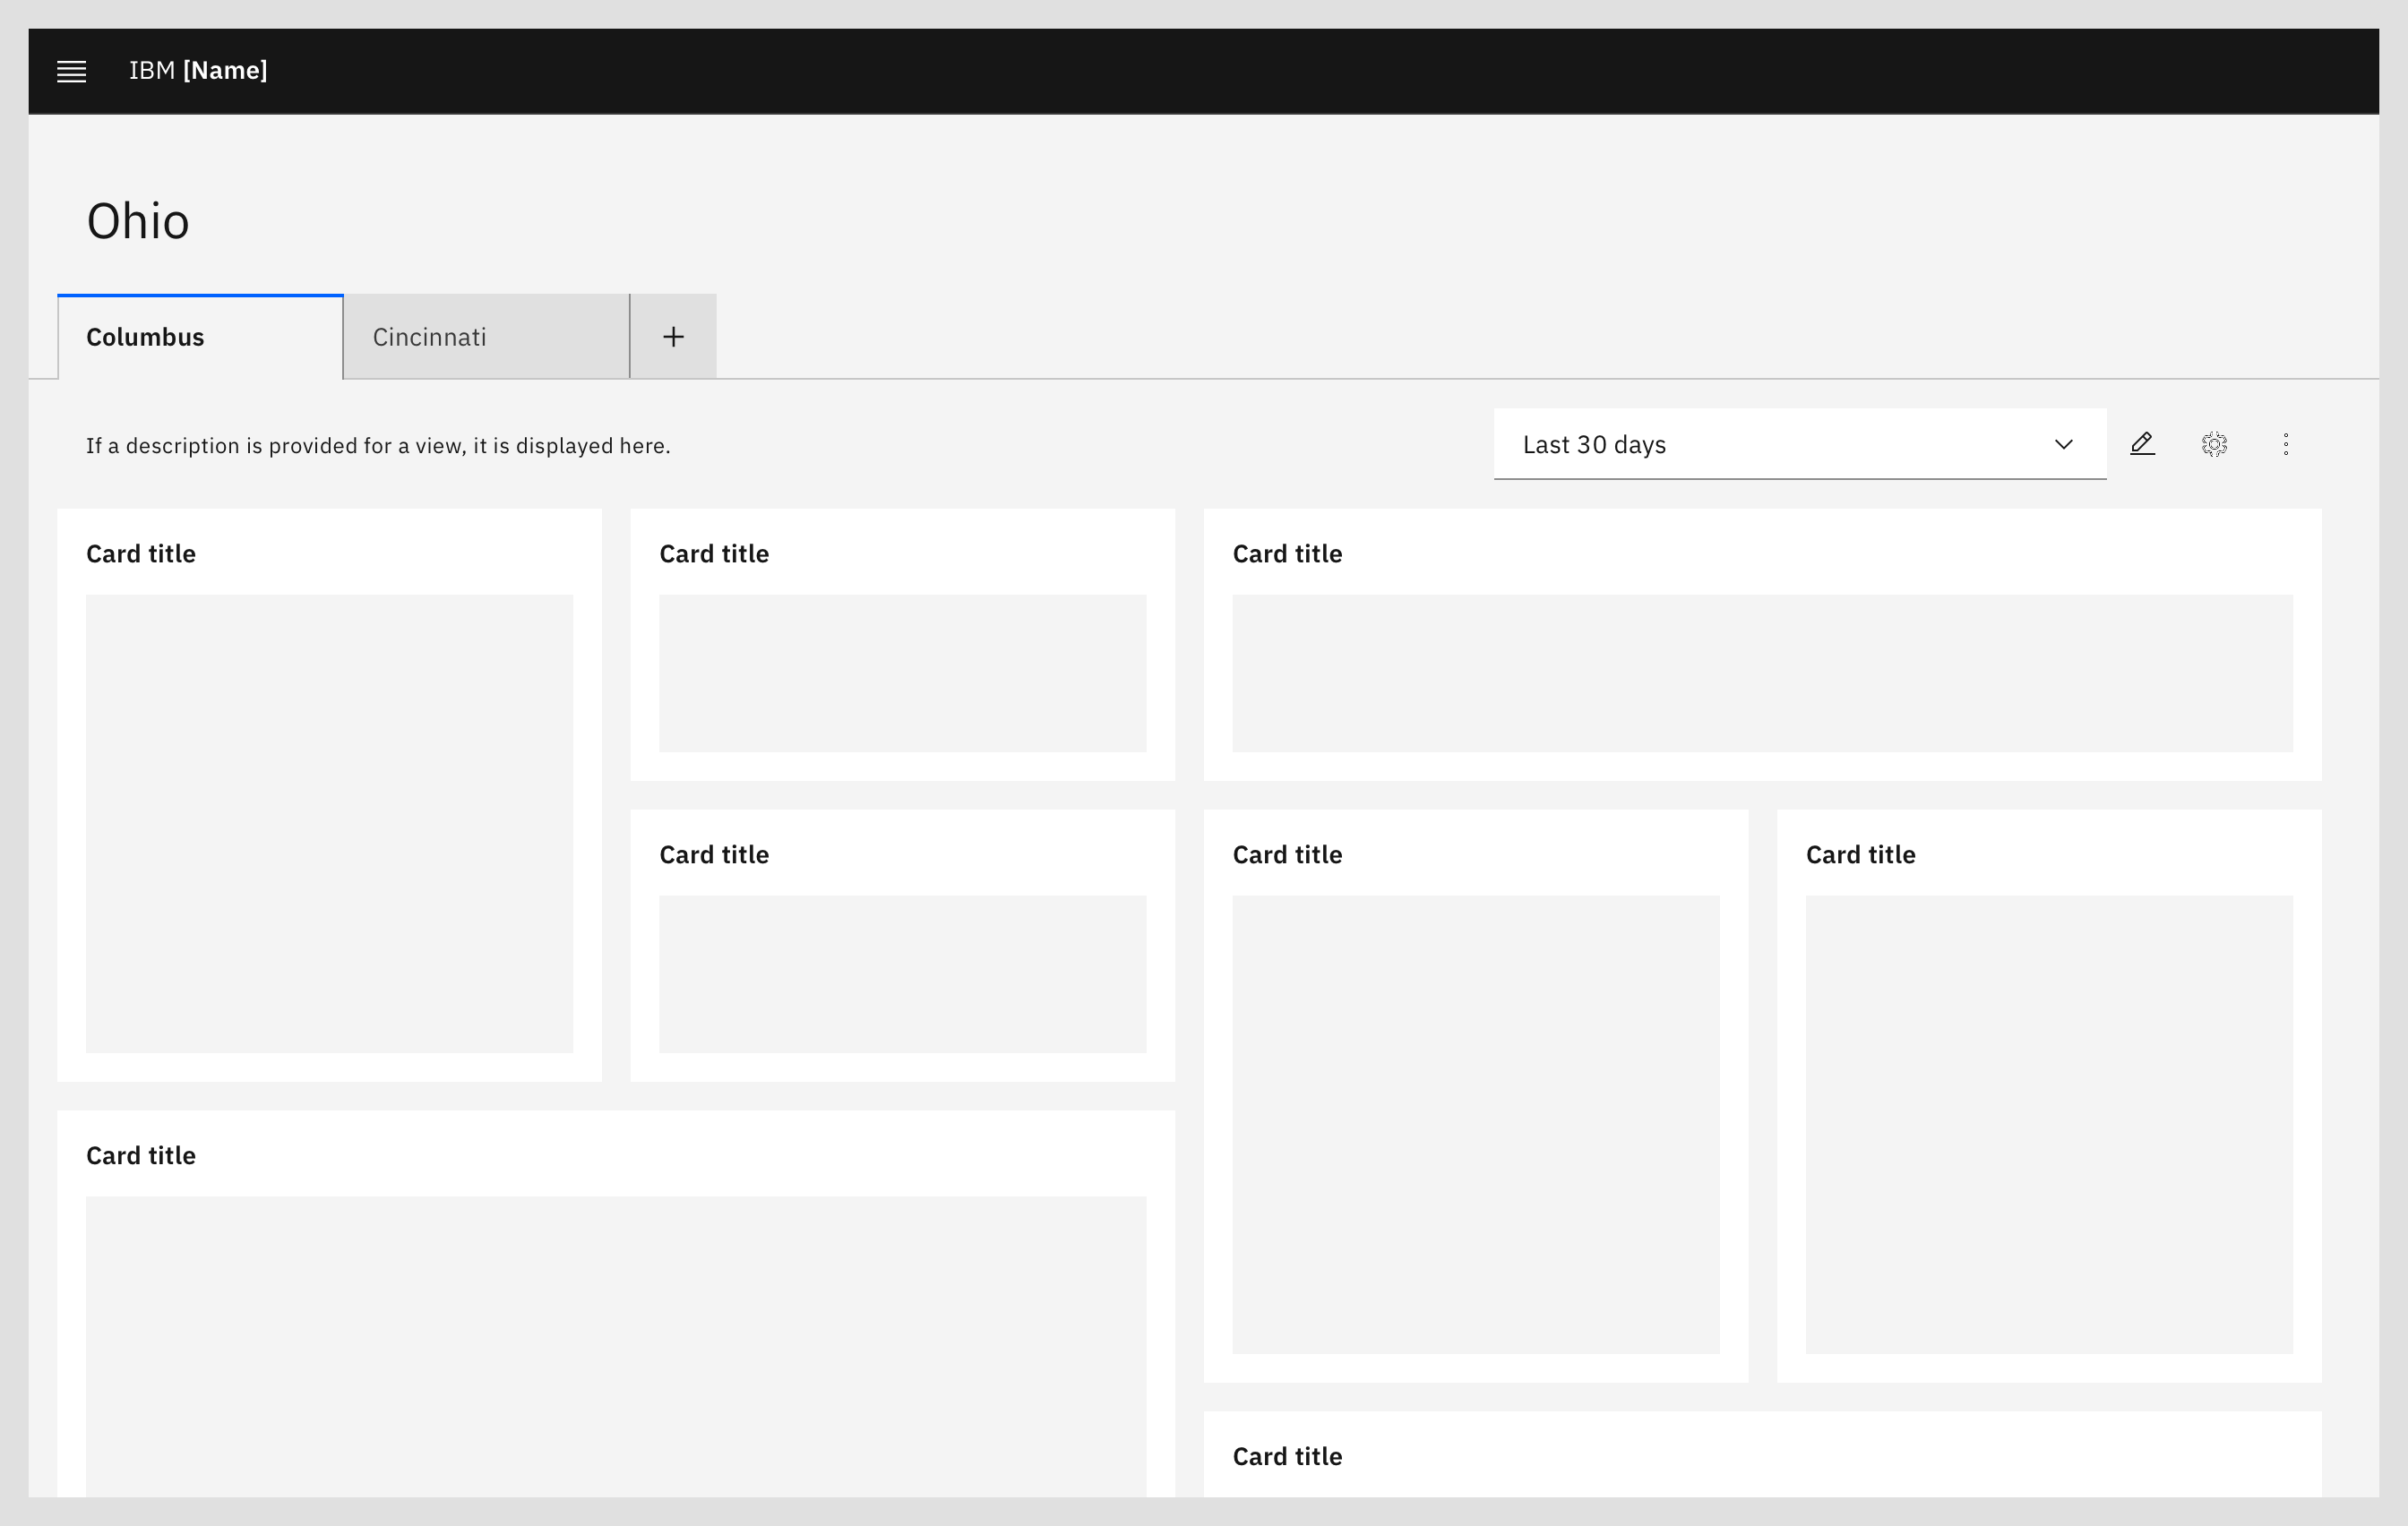 IBM [Name]
Ohio
Columbus
Cincinnati
If a description is provided for a view, it is displayed here.
Last 30 days
Card title
Card title
Card title
Card title
Card title
Card title
Card title
Card title